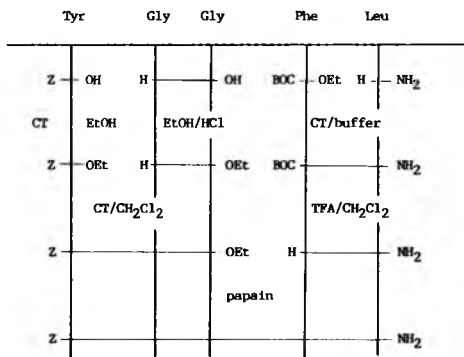 Tyr Gly Gly Phe Leu
Z OH H OH BOC OEt H NH2
CT EtOH EtOH/HCl CT/buffer
Z OEt H OEt BOC NH2
CT/CH2Cl2 TFA/CH2Cl2
Z OEt H NH2
papain
Z NH2